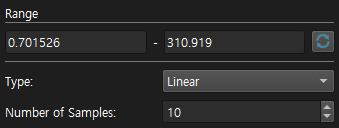 Range
0.701526 - 310.919
Type: Linear
Number of Samples: 10